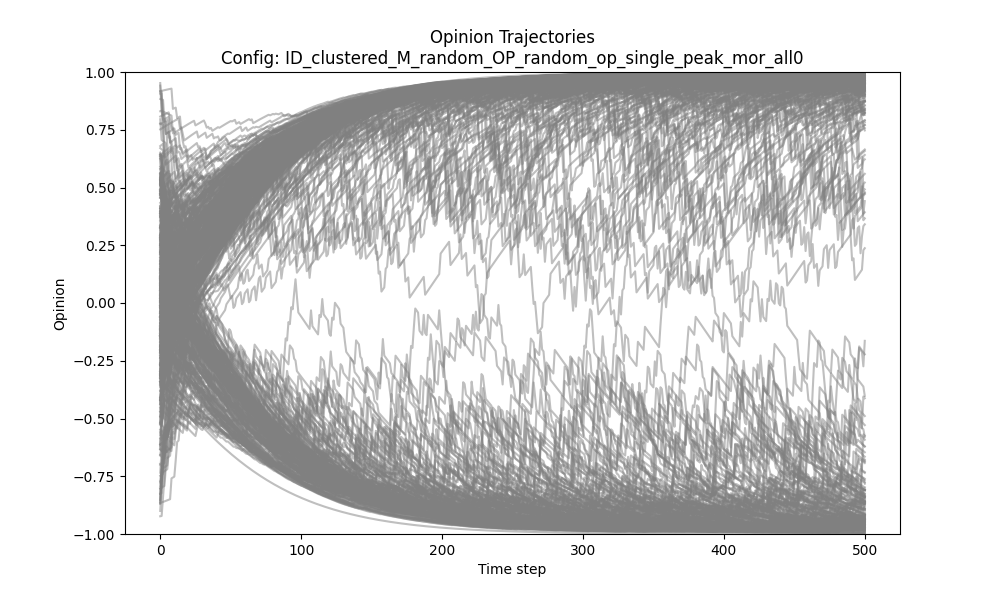 Opinion Trajectories
Config: ID_clustered_M_random_OP_random_op_single_peak_mor_all0
1.00
0.75
0.50
0.25
0.00
−0.25
−0.50
−0.75
−1.00
Opinion
0 100 200 300 400 500
Time step